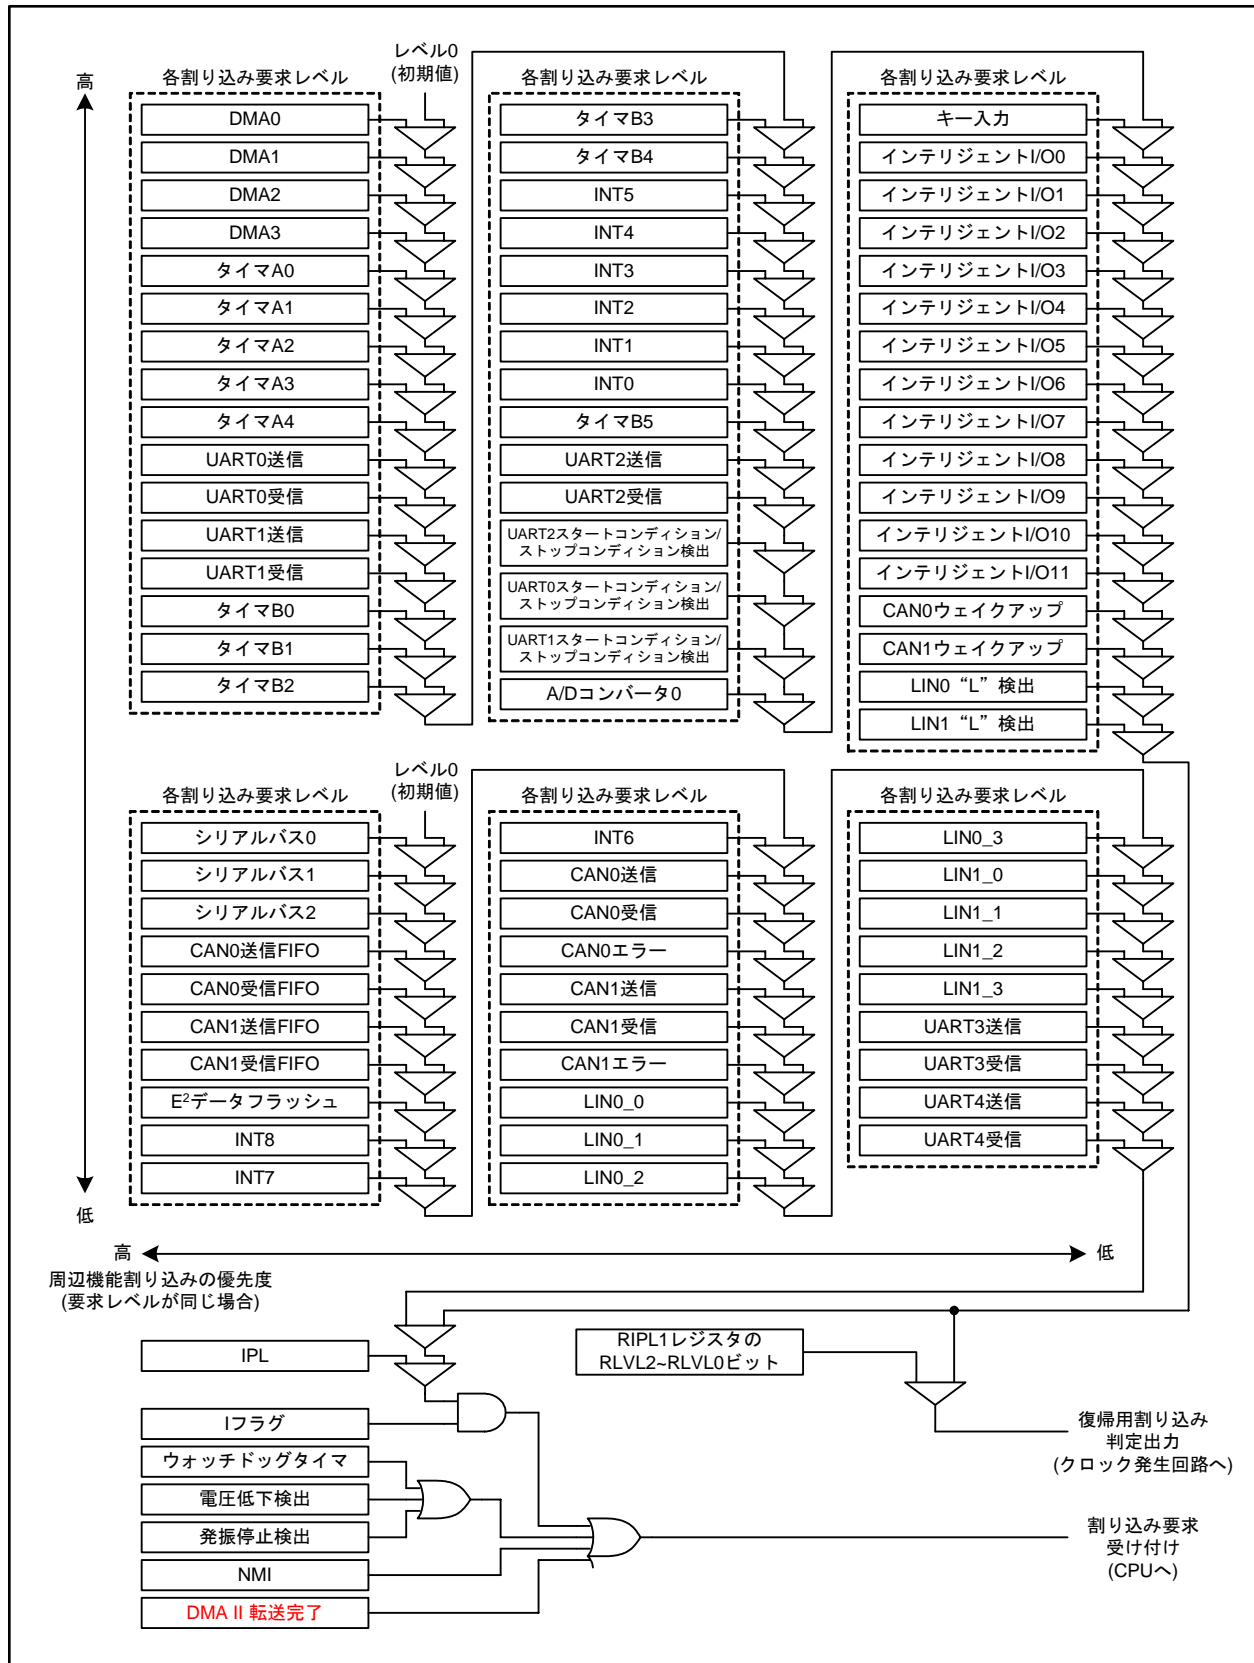 レベル0
(初期値)
高
各割り込み要求レベル
DMA0
DMA1
DMA2
DMA3
タイマA0
タイマA1
タイマA2
タイマA3
タイマA4
UART0送信
UART0受信
UART1送信
UART1受信
タイマB0
タイマB1
タイマB2
各割り込み要求レベル
タイマB3
タイマB4
INT5
INT4
INT3
INT2
INT1
INT0
タイマB5
UART2送信
UART2受信
UART2スタートコンディション/
ストップコンディション検出
UART0スタートコンディション/
ストップコンディション検出
UART1スタートコンディション/
ストップコンディション検出
A/Dコンバータ0
各割り込み要求レベル
キー入力
インテリジェントI/O0
インテリジェントI/O1
インテリジェントI/O2
インテリジェントI/O3
インテリジェントI/O4
インテリジェントI/O5
インテリジェントI/O6
インテリジェントI/O7
インテリジェントI/O8
インテリジェントI/O9
インテリジェントI/O10
インテリジェントI/O11
CAN0ウェイクアップ
CAN1ウェイクアップ
LIN0“L”検出
LIN1“L”検出
レベル0
(初期値)
各割り込み要求レベル
シリアルバス0
シリアルバス1
シリアルバス2
CAN0送信FIFO
CAN0受信FIFO
CAN1送信FIFO
CAN1受信FIFO
E²データフラッシュ
INT8
INT7
各割り込み要求レベル
INT6
CAN0送信
CAN0受信
CAN0エラー
CAN1送信
CAN1受信
CAN1エラー
LIN0_0
LIN0_1
LIN0_2
各割り込み要求レベル
LIN0_3
LIN1_0
LIN1_1
LIN1_2
LIN1_3
UART3送信
UART3受信
UART4送信
UART4受信
低
高
低
周辺機能割り込みの優先度
(要求レベルが同じ場合)
IPL
RIPL1レジスタの
RLVL2~RLVL0ビット
Iフラグ
ウォッチドッグタイマ
電圧低下検出
発振停止検出
NMI
DMA II 転送完了
復帰用割り込み
判定出力
(クロック発生回路へ)
割り込み要求
受け付け
(CPUへ)